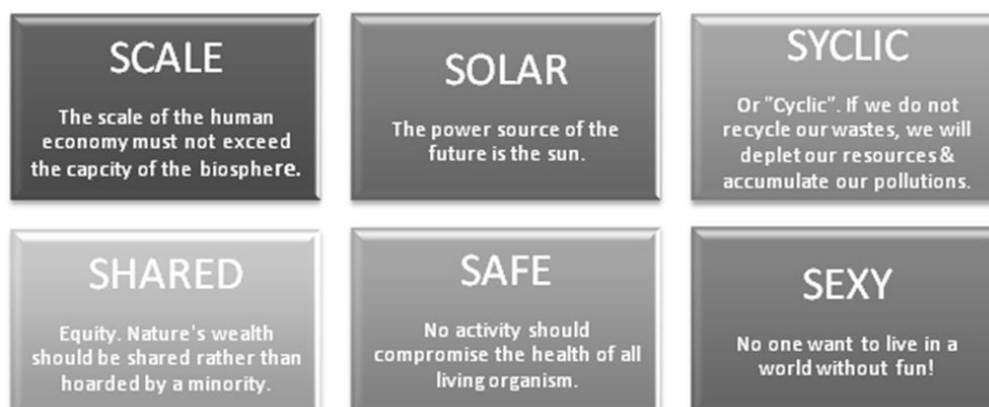 SCALE
The scale of the human
economy must not exceed
the capcity of the biosphere.
SOLAR
The power source of the
future is the sun.
SYCLIC
Or "Cyclic". If we do not
recycle our wastes, we will
deplet our resources &
accumulate our pollutions.
SHARED
Equity. Nature's wealth
should be shared rather than
hoarded by a minority.
SAFE
No activity should
compromise the health of all
living organism.
SEXY
No one want to live in a
world without fun!